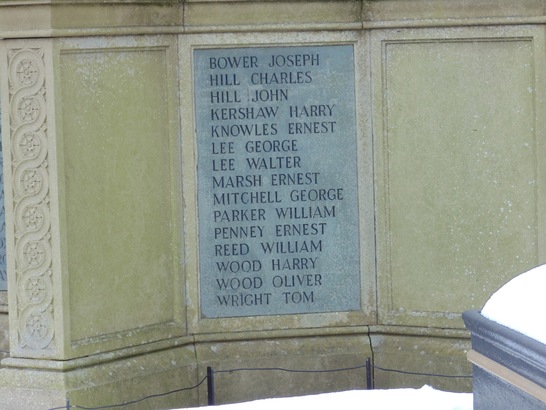 BOWER JOSEPH
HILL CHARLES
HILL JOHN
KERSHAW HARRY
KNOWLES ERNEST
LEE GEORGE
LEE WALTER
MARSH ERNEST
MITCHELL GEORGE
PARKER WILLIAM
PENNEY ERNEST
REED WILLIAM
WOOD HARRY
WOOD OLIVER
WRIGHT TOM